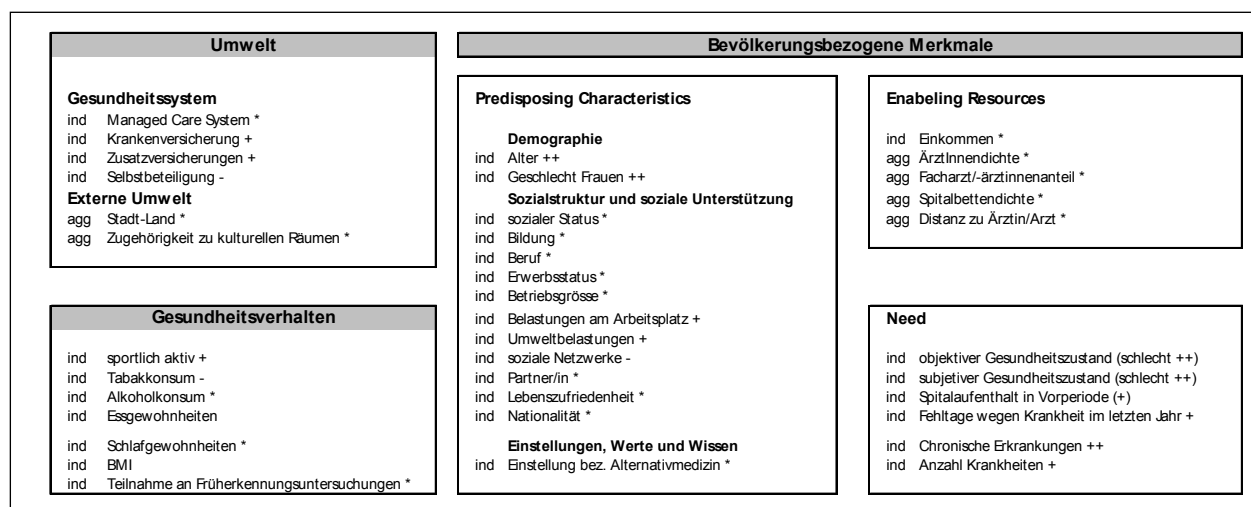 Umwelt
Gesundheitssystem
ind Managed Care System *
ind Krankenversicherung +
ind Zusatzversicherungen +
ind Selbstbeteiligung -
Externe Umwelt
agg Stadt-Land *
agg Zugehörigkeit zu kulturellen Räumen *
Gesundheitsverhalten
ind sportlich aktiv +
ind Tabakkonsum -
ind Alkoholkonsum *
ind Essgewohnheiten
ind Schlafgewohnheiten *
ind BMI
ind Teilnahme an Früherkennungsuntersuchungen *
Bevölkerungsbezogene Merkmale
Predisposing Characteristics
Demographie
ind Alter ++
ind Geschlecht Frauen ++
Sozialstruktur und soziale Unterstützung
ind sozialer Status *
ind Bildung *
ind Beruf *
ind Erwerbsstatus *
ind Betriebsgrösse *
ind Belastungen am Arbeitsplatz +
ind Umweltbelastungen +
ind soziale Netzwerke -
ind Partner/in *
ind Lebenszufriedenheit *
ind Nationalität *
Einstellungen, Werte und Wissen
ind Einstellung bez. Alternativmedizin *
Enabeling Resources
ind Einkommen *
agg ÄrztInnendichte *
agg Facharzt/-ärztinnenanteil *
agg Spitalbettendichte *
agg Distanz zu Ärztin/Arzt *
Need
ind objektiver Gesundheitszustand (schlecht ++)
ind subjetiver Gesundheitszustand (schlecht ++)
ind Spitalaufenthalt in Vorperiode (+)
ind Fehltage wegen Krankheit im letzten Jahr +
ind Chronische Erkrankungen ++
ind Anzahl Krankheiten +